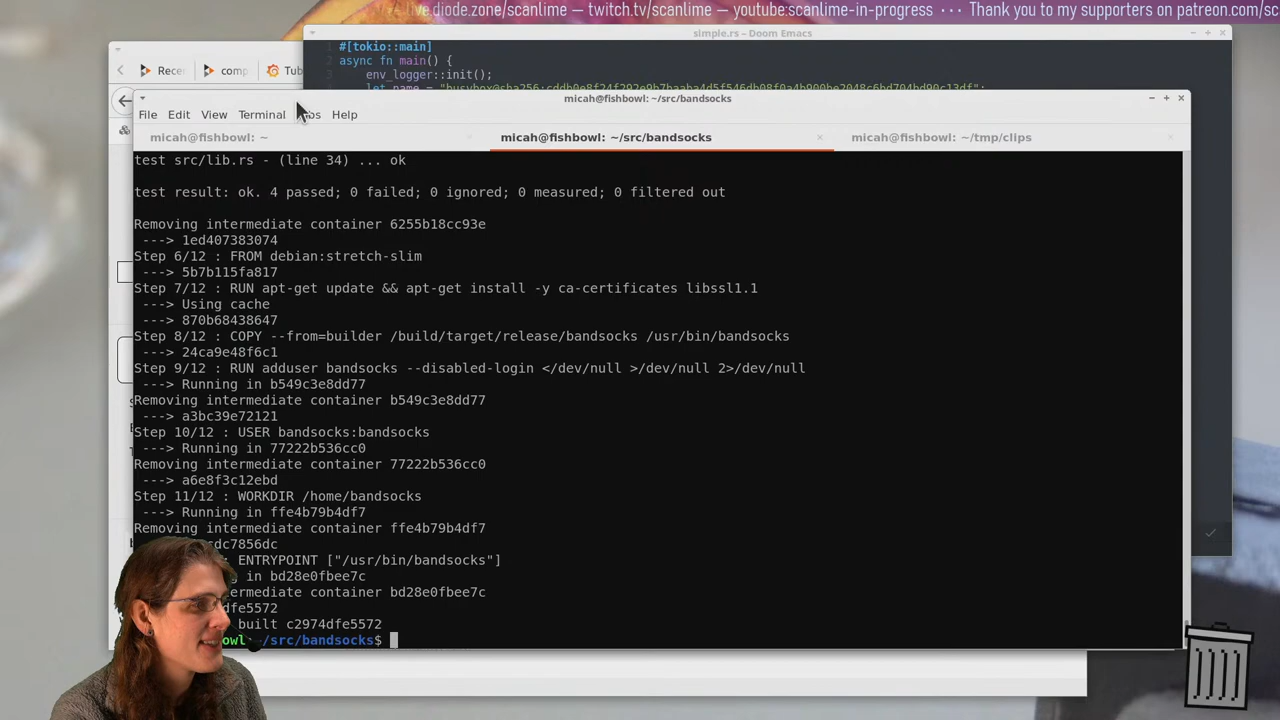 live.diode.zone/scanlime — twitch.tv/scanlime — youtube:scanlime-in-progress ··· Thank you to my supporters on patreon.com/sc
simple.rs – Doom Emacs
1 #[tokio::main]
2 async fn main() {
3 env_logger::init();
Recer
comp
Tub
micah@fishbowl: ~/src/bandsocks
File Edit View Terminal Tabs Help
micah@fishbowl: ~
micah@fishbowl: ~/src/bandsocks
micah@fishbowl: ~/tmp/clips
test src/lib.rs - (line 34) ... ok
test result: ok. 4 passed; 0 failed; 0 ignored; 0 measured; 0 filtered out
Removing intermediate container 6255b18cc93e
---> 1ed407383074
Step 6/12 : FROM debian:stretch-slim
---> 5b7b115fa817
Step 7/12 : RUN apt-get update && apt-get install -y ca-certificates libssl1.1
---> Using cache
---> 870b68438647
Step 8/12 : COPY --from=builder /build/target/release/bandsocks /usr/bin/bandsocks
---> 24ca9e48f6c1
Step 9/12 : RUN adduser bandsocks --disabled-login </dev/null >/dev/null 2>/dev/null
---> Running in b549c3e8dd77
Removing intermediate container b549c3e8dd77
---> a3bc39e72121
Step 10/12 : USER bandsocks:bandsocks
---> Running in 77222b536cc0
Removing intermediate container 77222b536cc0
---> a6e8f3c12ebd
Step 11/12 : WORKDIR /home/bandsocks
---> Running in ffe4b79b4df7
Removing intermediate container ffe4b79b4df7
cdc7856dc
: ENTRYPOINT ["/usr/bin/bandsocks"]
g in bd28e0fbee7c
intermediate container bd28e0fbee7c
dfe5572
built c2974dfe5572
owl:~/src/bandsocks$